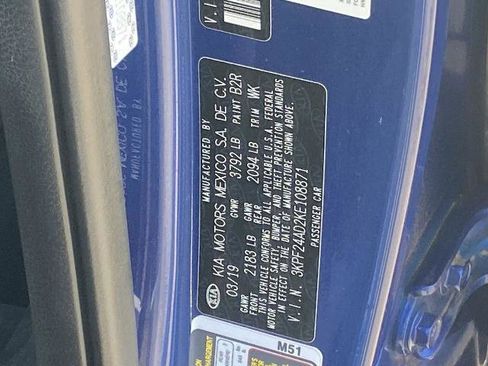 MANUFACTURED BY
KIA KIA MOTORS MEXICO S.A. DE C.V.
03/19 GVWR 3792 LB PAINT B2R
GAWR FRONT 2183 LB GAWR REAR 2094 LB TRIM WK
THIS VEHICLE CONFORMS TO ALL APPLICABLE U.S.A. FEDERAL
MOTOR VEHICLE SAFETY, BUMPER, AND THEFT PREVENTION STANDARDS
IN EFFECT ON THE DATE OF MANUFACTURE SHOWN ABOVE.
V.I.N. 3KPF24AD2KE108871
PASSENGER CAR
M51
V.I.N